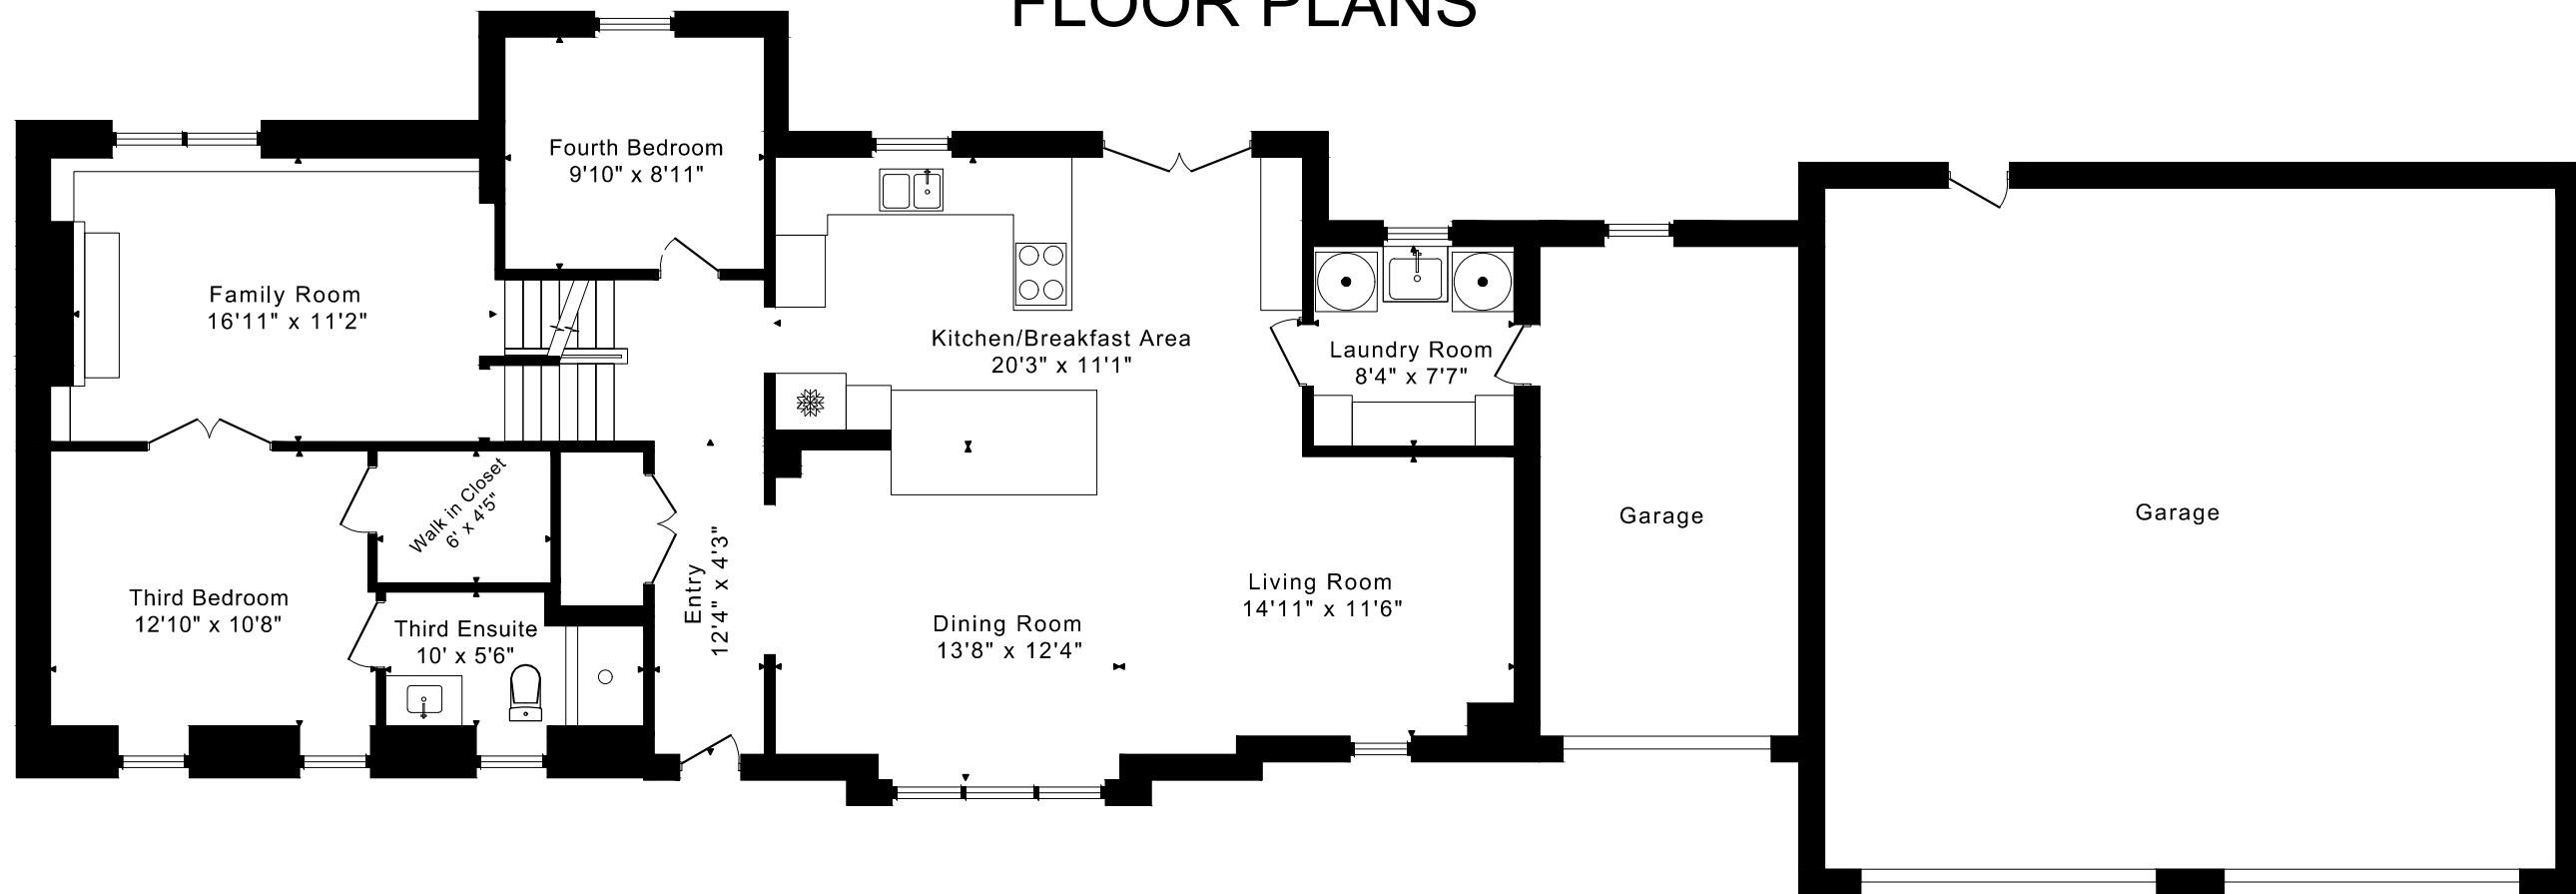 FLOOR PLANS
Fourth Bedroom
9'10" x 8'11"
Family Room
16'11" x 11'2"
Kitchen/Breakfast Area
20'3" x 11'1"
Laundry Room
8'4" x 7'7"
Walk in Closet
6' x 4'5"
Garage
Garage
Entry
12'4" x 4'3"
Third Bedroom
12'10" x 10'8"
Third Ensuite
10' x 5'6"
Dining Room
13'8" x 12'4"
Living Room
14'11" x 11'6"